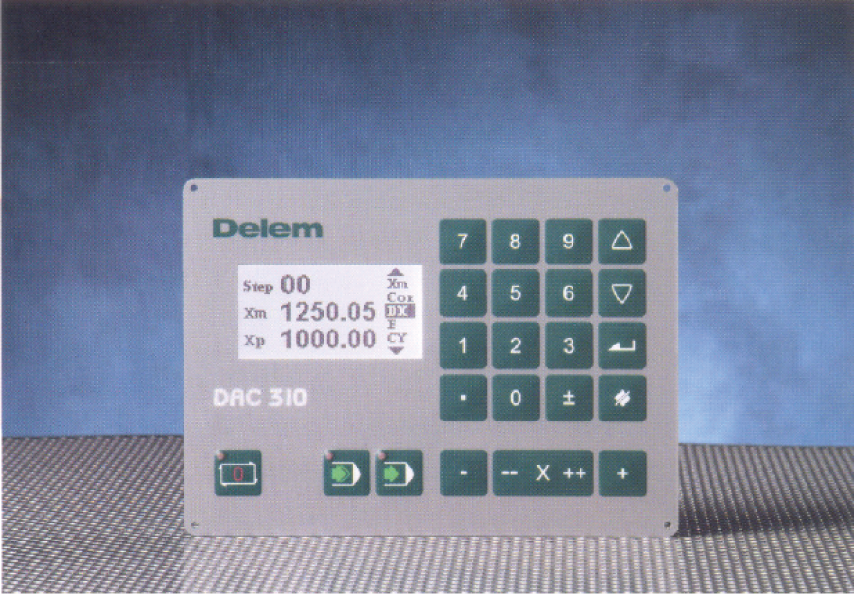 Delem
Step 00
Xm 1250.05
Xp 1000.00
Xm
Cor
DX
F
CY
DAC 310
7 8 9
4 5 6
1 2 3
. 0 ±
0
- -- X ++ +